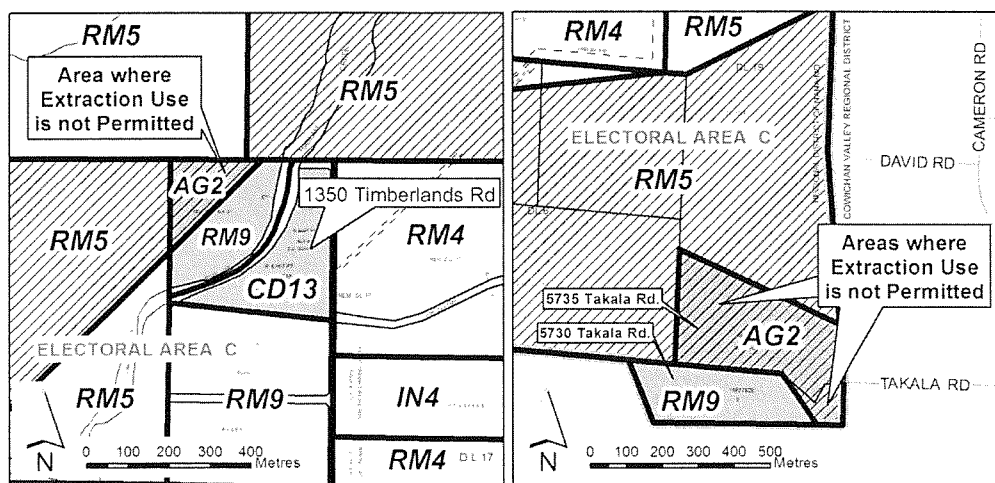 RM5
RM5
Area where
Extraction Use
is not Permitted
AG2
1350 Timberlands Rd
RM5
RM9
RM4
CD13
ELECTORAL AREA C
RM5
RM9
IN4
RM4
D L 17
N
0 100 200 300 400
Metres
RM4
RM5
DL 19
ELECTORAL AREA C
COWICHAN VALLEY REGIONAL DISTRICT
CAMERON RD
DAVID RD
RM5
Areas where
Extraction Use
is not Permitted
5735 Takala Rd.
5730 Takala Rd.
AG2
TAKALA RD
RM9
N
0 100 200 300 400 500
Metres